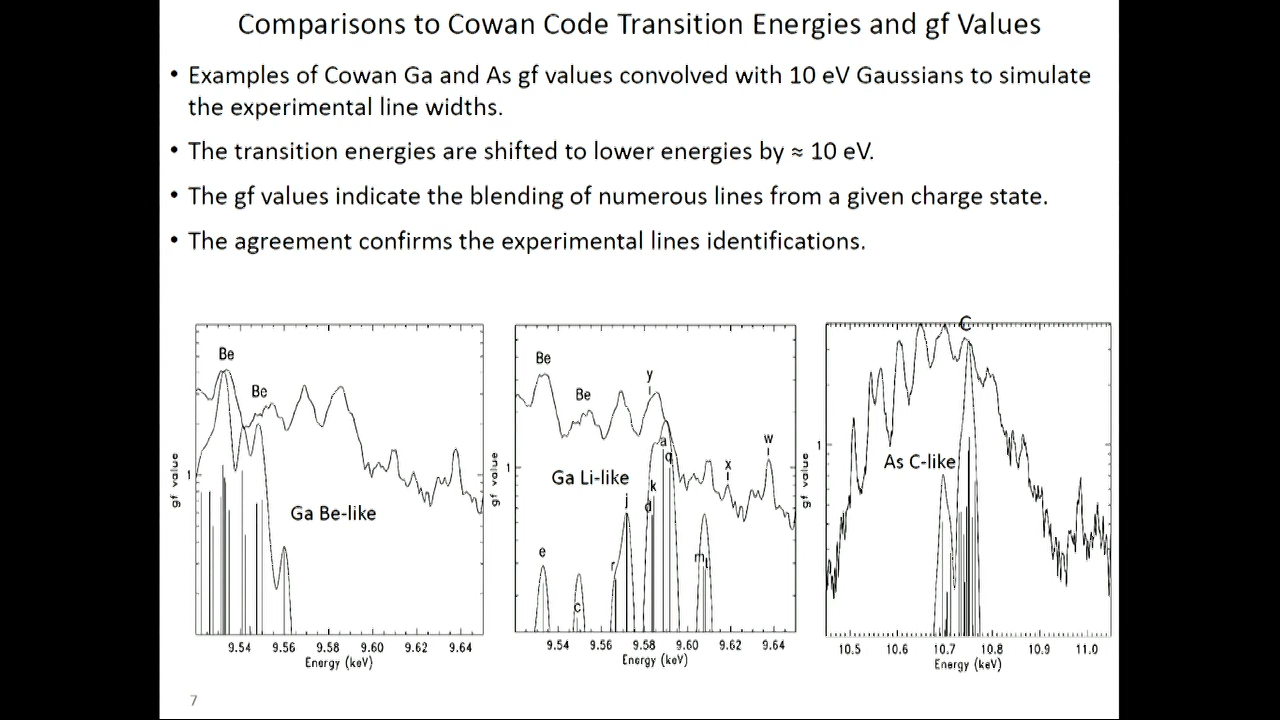 Comparisons to Cowan Code Transition Energies and gf Values
• Examples of Cowan Ga and As gf values convolved with 10 eV Gaussians to simulate
the experimental line widths.
• The transition energies are shifted to lower energies by ≈ 10 eV.
• The gf values indicate the blending of numerous lines from a given charge state.
• The agreement confirms the experimental lines identifications.
Be
Be
Ga Be-like
1
gf value
9.54 9.56 9.58 9.60 9.62 9.64
Energy (keV)
Be
Be
y
w
x
a
q
Ga Li-like
k
j
d
e
r
m
t
c
1
gf value
9.54 9.56 9.58 9.60 9.62 9.64
Energy (keV)
C
As C-like
1
gf value
10.5 10.6 10.7 10.8 10.9 11.0
Energy (keV)
7